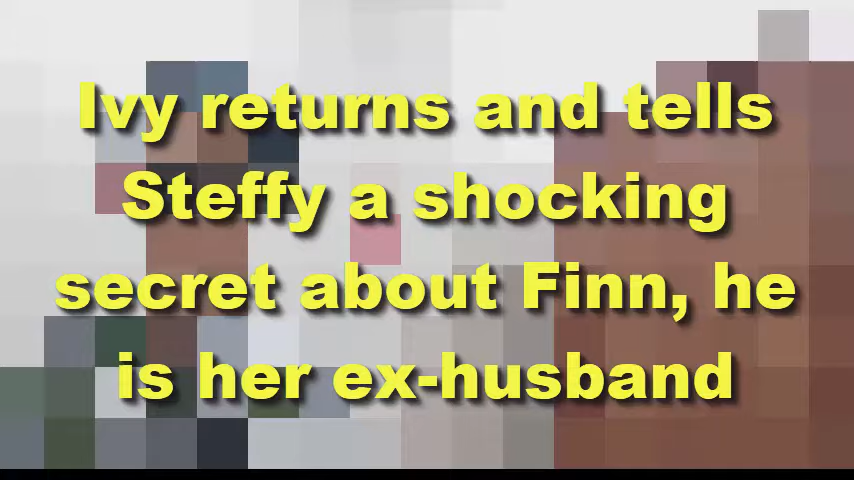 Ivy returns and tells
Steffy a shocking
secret about Finn, he
is her ex-husband